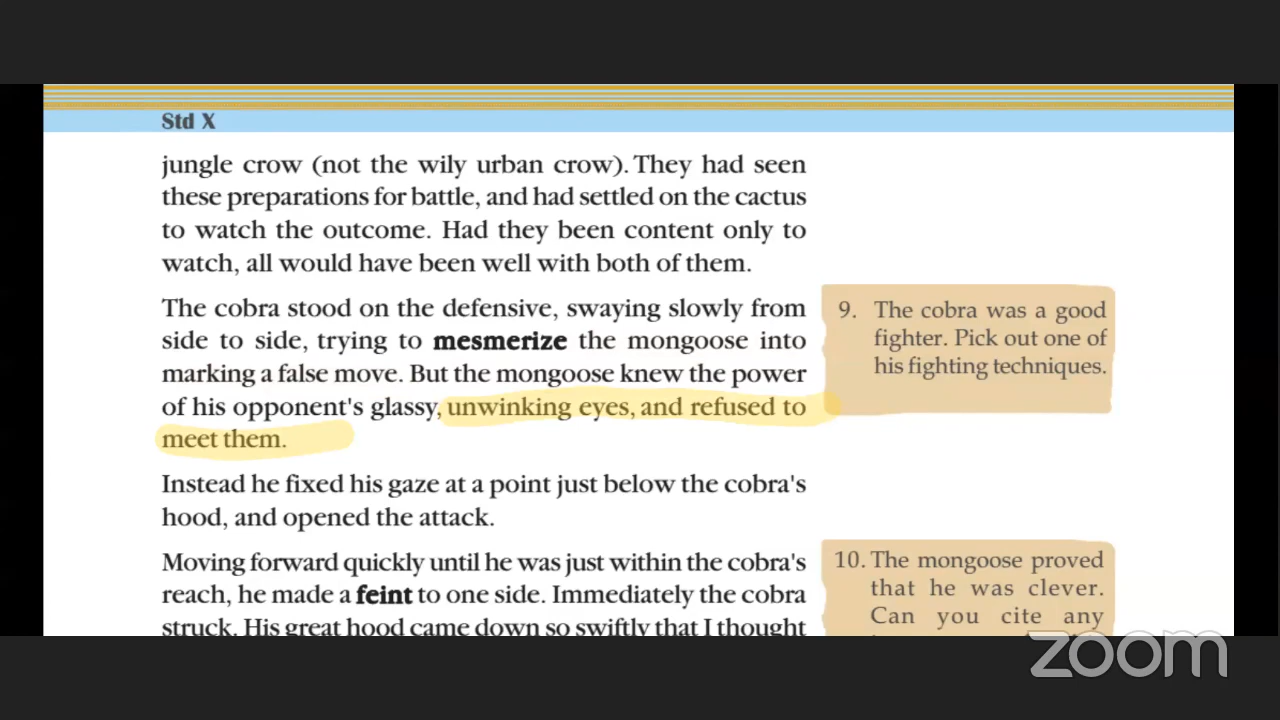 Std X
jungle crow (not the wily urban crow). They had seen
these preparations for battle, and had settled on the cactus
to watch the outcome. Had they been content only to
watch, all would have been well with both of them.
The cobra stood on the defensive, swaying slowly from
side to side, trying to mesmerize the mongoose into
marking a false move. But the mongoose knew the power
of his opponent's glassy, unwinking eyes, and refused to
meet them.
9. The cobra was a good
fighter. Pick out one of
his fighting techniques.
Instead he fixed his gaze at a point just below the cobra's
hood, and opened the attack.
Moving forward quickly until he was just within the cobra's
reach, he made a feint to one side. Immediately the cobra
struck. His great hood came down so swiftly that I thought
10. The mongoose proved
that he was clever.
Can you cite any
zoom